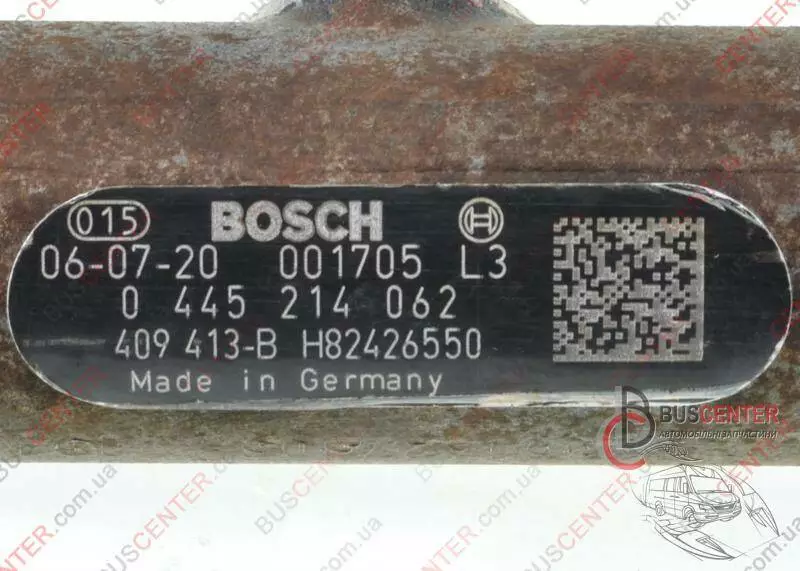 015 BOSCH
06-07-20 001705 L3
0 445 214 062
409 413-B H82426550
Made in Germany
BUSCENTER
АВТОМОБІЛЬНІ ЗАПЧАСТИНИ
BUSCENTER.com.ua